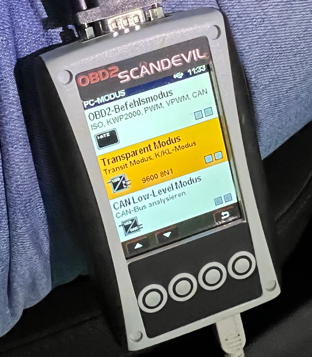 OBD2 SCANDEVIL
PC-MODUS 11:33
OBD2-Befehlsmodus
ISO, KWP2000, PWM, VPWM, CAN
Transparent Modus
Transit Modus, K/KL-Modus
9600 8N1
CAN Low-Level Modus
CAN-Bus analysieren